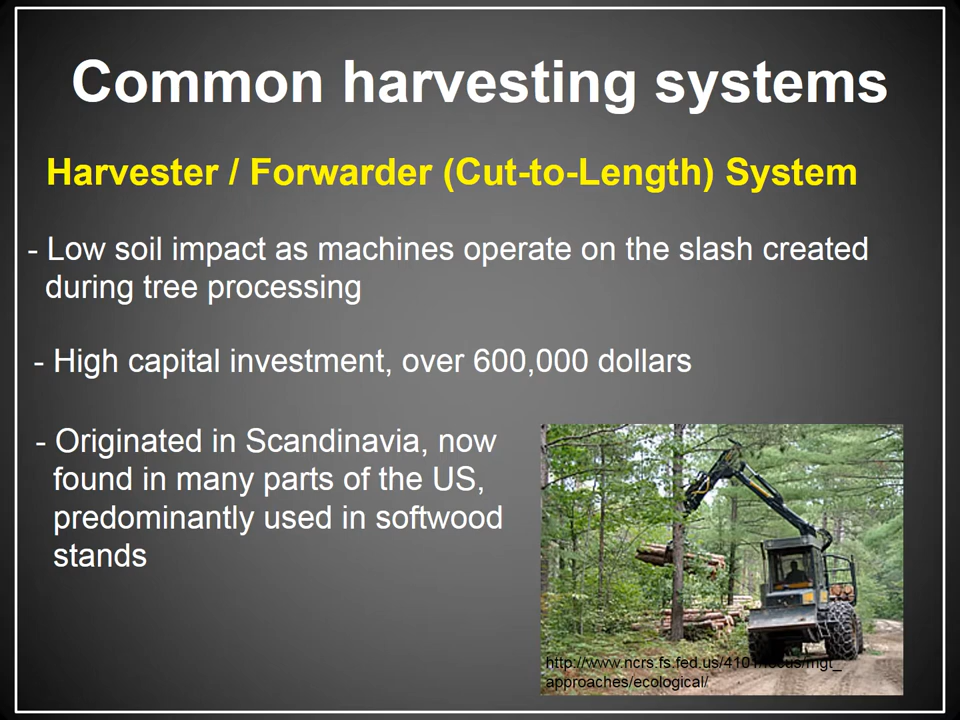 Common harvesting systems
Harvester / Forwarder (Cut-to-Length) System
- Low soil impact as machines operate on the slash created
during tree processing
- High capital investment, over 600,000 dollars
- Originated in Scandinavia, now
found in many parts of the US,
predominantly used in softwood
stands
http://www.ncrs.fs.fed.us/4101/focus/mgt_
approaches/ecological/